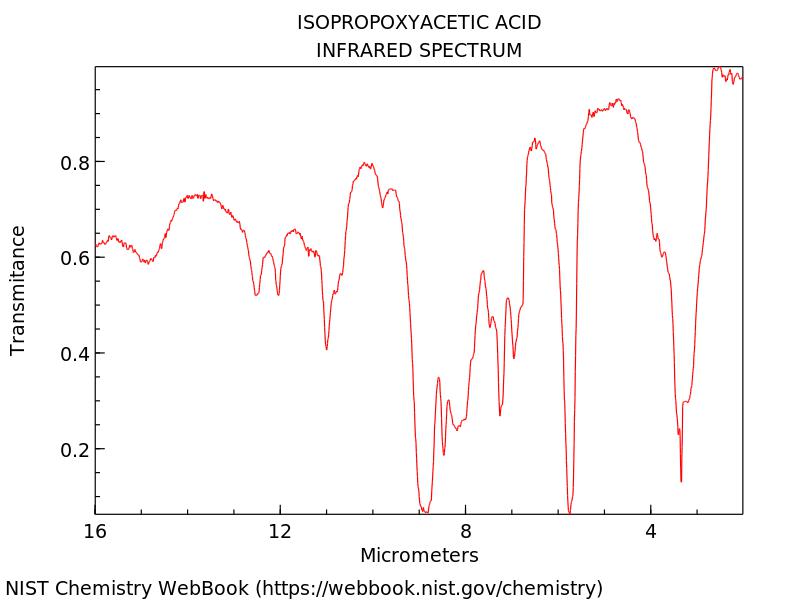 ISOPROPOXYACETIC ACID
INFRARED SPECTRUM
Transmitance
0.8
0.6
0.4
0.2
16 12 8 4
Micrometers
NIST Chemistry WebBook (https://webbook.nist.gov/chemistry)